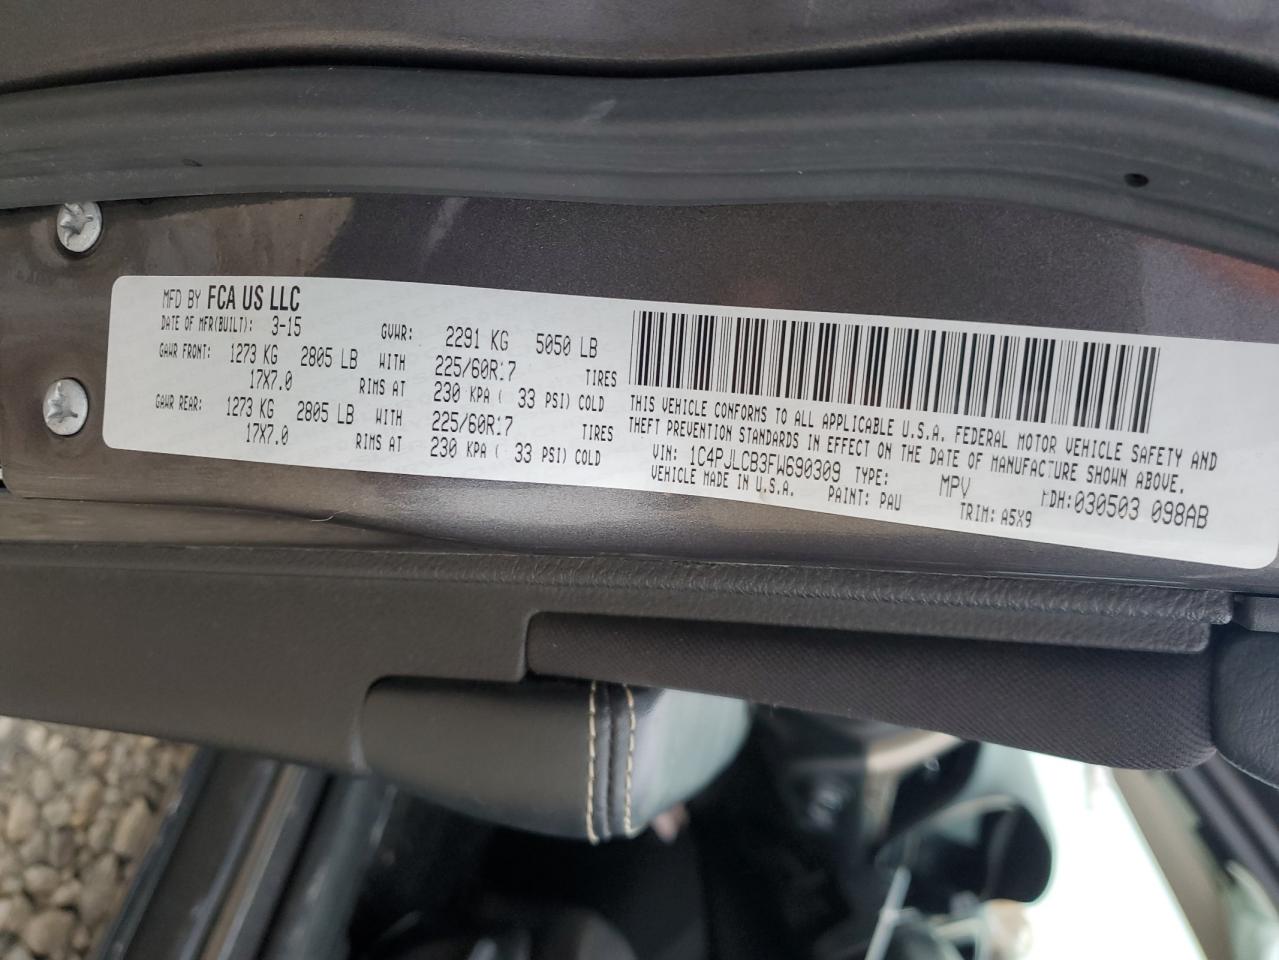 MFD BY FCA US LLC
DATE OF MFR(BUILT): 3-15 GVWR: 2291 KG 5050 LB
GAWR FRONT: 1273 KG 2805 LB WITH 225/60R17 TIRES
17X7.0 RIMS AT 230 KPA ( 33 PSI) COLD
GAWR REAR: 1273 KG 2805 LB WITH 225/60R17 TIRES
17X7.0 RIMS AT 230 KPA ( 33 PSI) COLD
THIS VEHICLE CONFORMS TO ALL APPLICABLE U.S.A. FEDERAL MOTOR VEHICLE SAFETY AND
THEFT PREVENTION STANDARDS IN EFFECT ON THE DATE OF MANUFACTURE SHOWN ABOVE.
VIN: 1C4PJLCB3FW690309 TYPE: MPV MDH:030503 098AB
VEHICLE MADE IN U.S.A. PAINT: PAU TRIM: A5X9